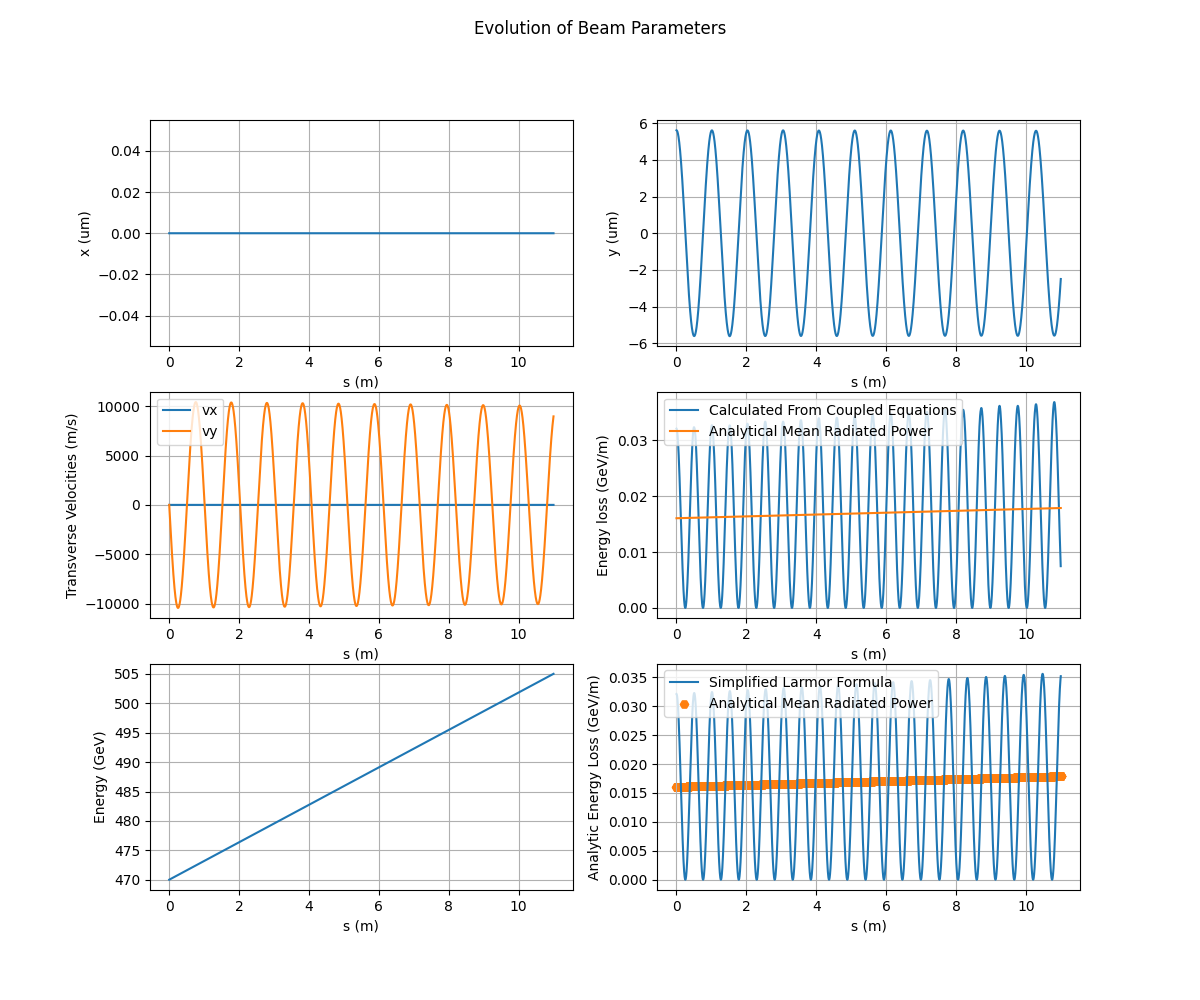 Evolution of Beam Parameters
x (um)
0.04
0.02
0.00
−0.02
−0.04
0 2 4 6 8 10
s (m)
y (um)
6
4
2
0
−2
−4
−6
0 2 4 6 8 10
s (m)
Transverse Velocities (m/s)
10000
5000
0
−5000
−10000
vx
vy
0 2 4 6 8 10
s (m)
Energy loss (GeV/m)
0.03
0.02
0.01
0.00
Calculated From Coupled Equations
Analytical Mean Radiated Power
0 2 4 6 8 10
s (m)
Energy (GeV)
505
500
495
490
485
480
475
470
0 2 4 6 8 10
s (m)
Analytic Energy Loss (GeV/m)
0.035
0.030
0.025
0.020
0.015
0.010
0.005
0.000
Simplified Larmor Formula
Analytical Mean Radiated Power
0 2 4 6 8 10
s (m)